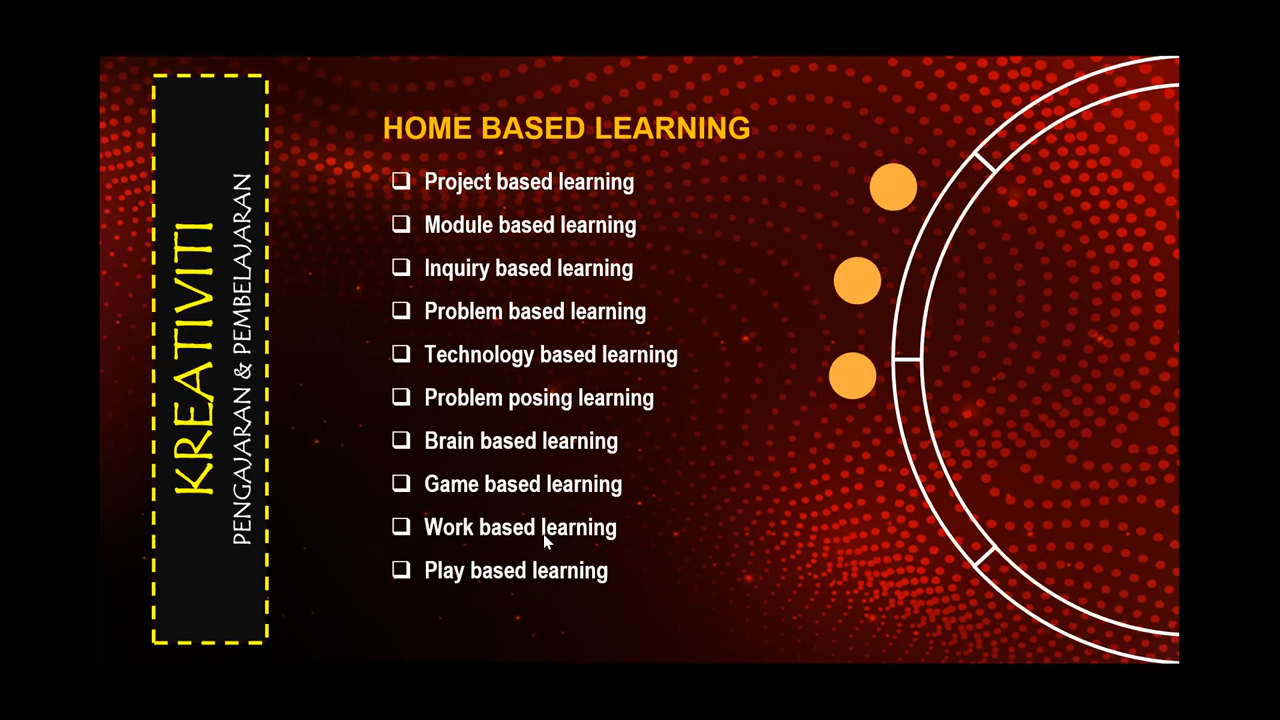 KREATIVITI
PENGAJARAN & PEMBELAJARAN
HOME BASED LEARNING
Project based learning
Module based learning
Inquiry based learning
Problem based learning
Technology based learning
Problem posing learning
Brain based learning
Game based learning
Work based learning
Play based learning